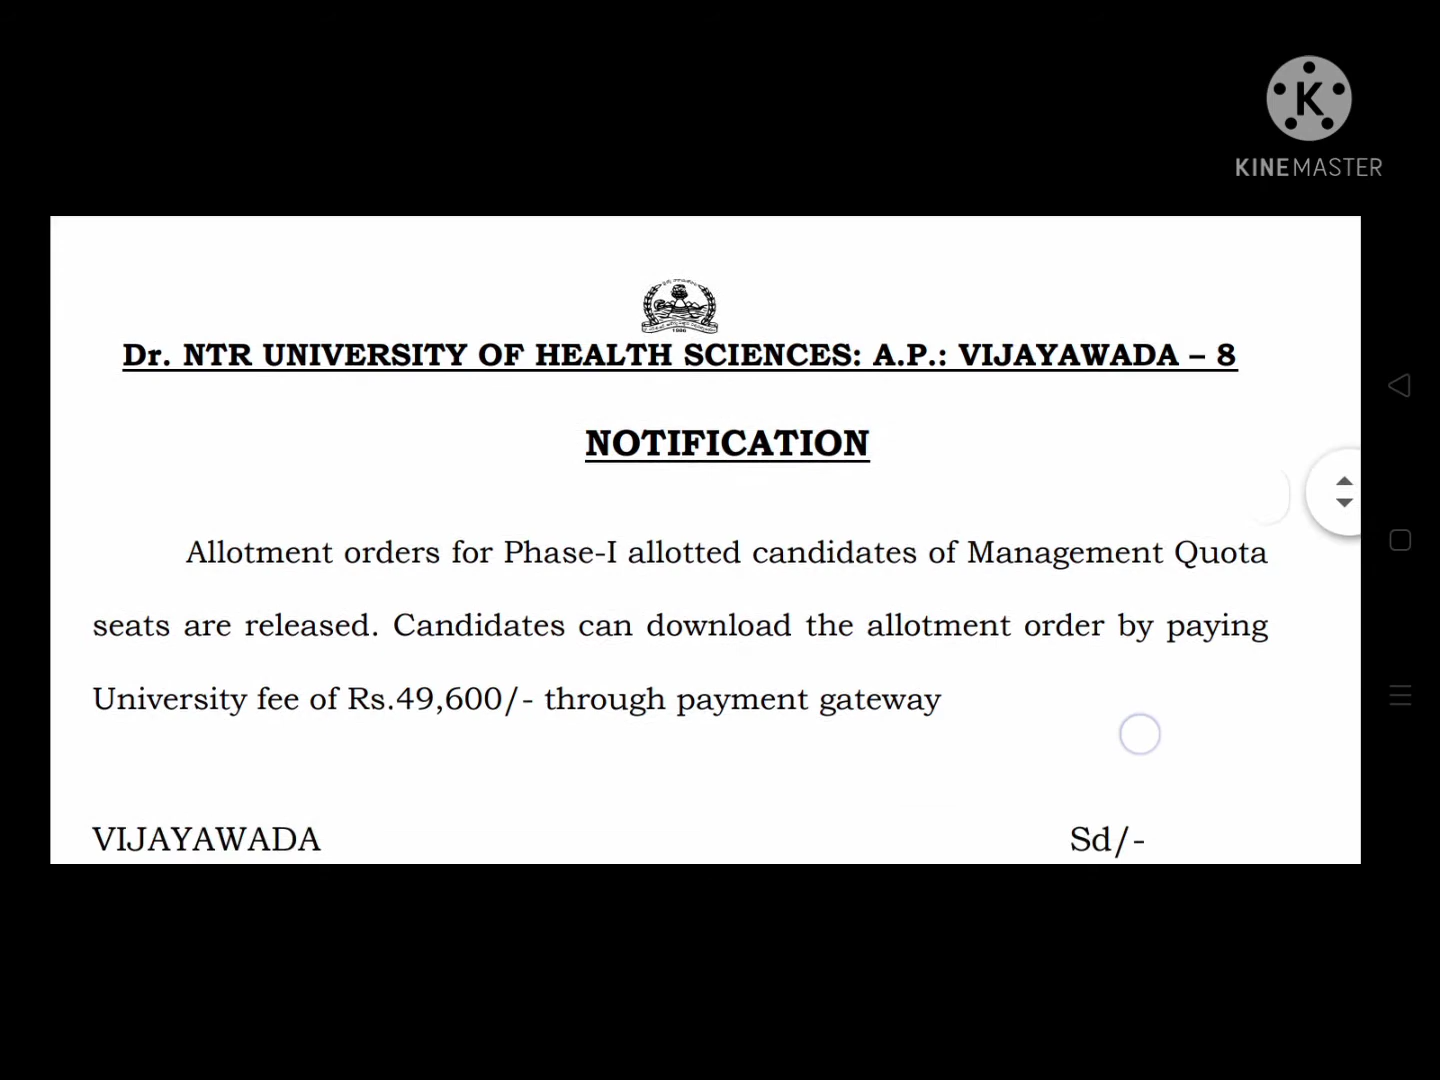 K
KINEMASTER
1986
Dr. NTR UNIVERSITY OF HEALTH SCIENCES: A.P.: VIJAYAWADA – 8
NOTIFICATION
Allotment orders for Phase-I allotted candidates of Management Quota
seats are released. Candidates can download the allotment order by paying
University fee of Rs.49,600/- through payment gateway
VIJAYAWADA Sd/-